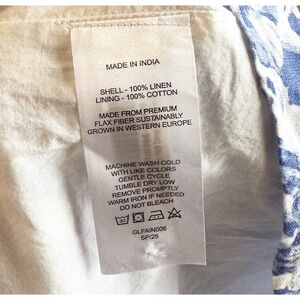 MADE IN INDIA
SHELL - 100% LINEN
LINING - 100% COTTON
MADE FROM PREMIUM
FLAX FIBER SUSTAINABLY
GROWN IN WESTERN EUROPE
MACHINE WASH COLD
WITH LIKE COLORS
GENTLE CYCLE
TUMBLE DRY LOW
REMOVE PROMPTLY
WARM IRON IF NEEDED
DO NOT BLEACH
GLFAIN006
SP/25